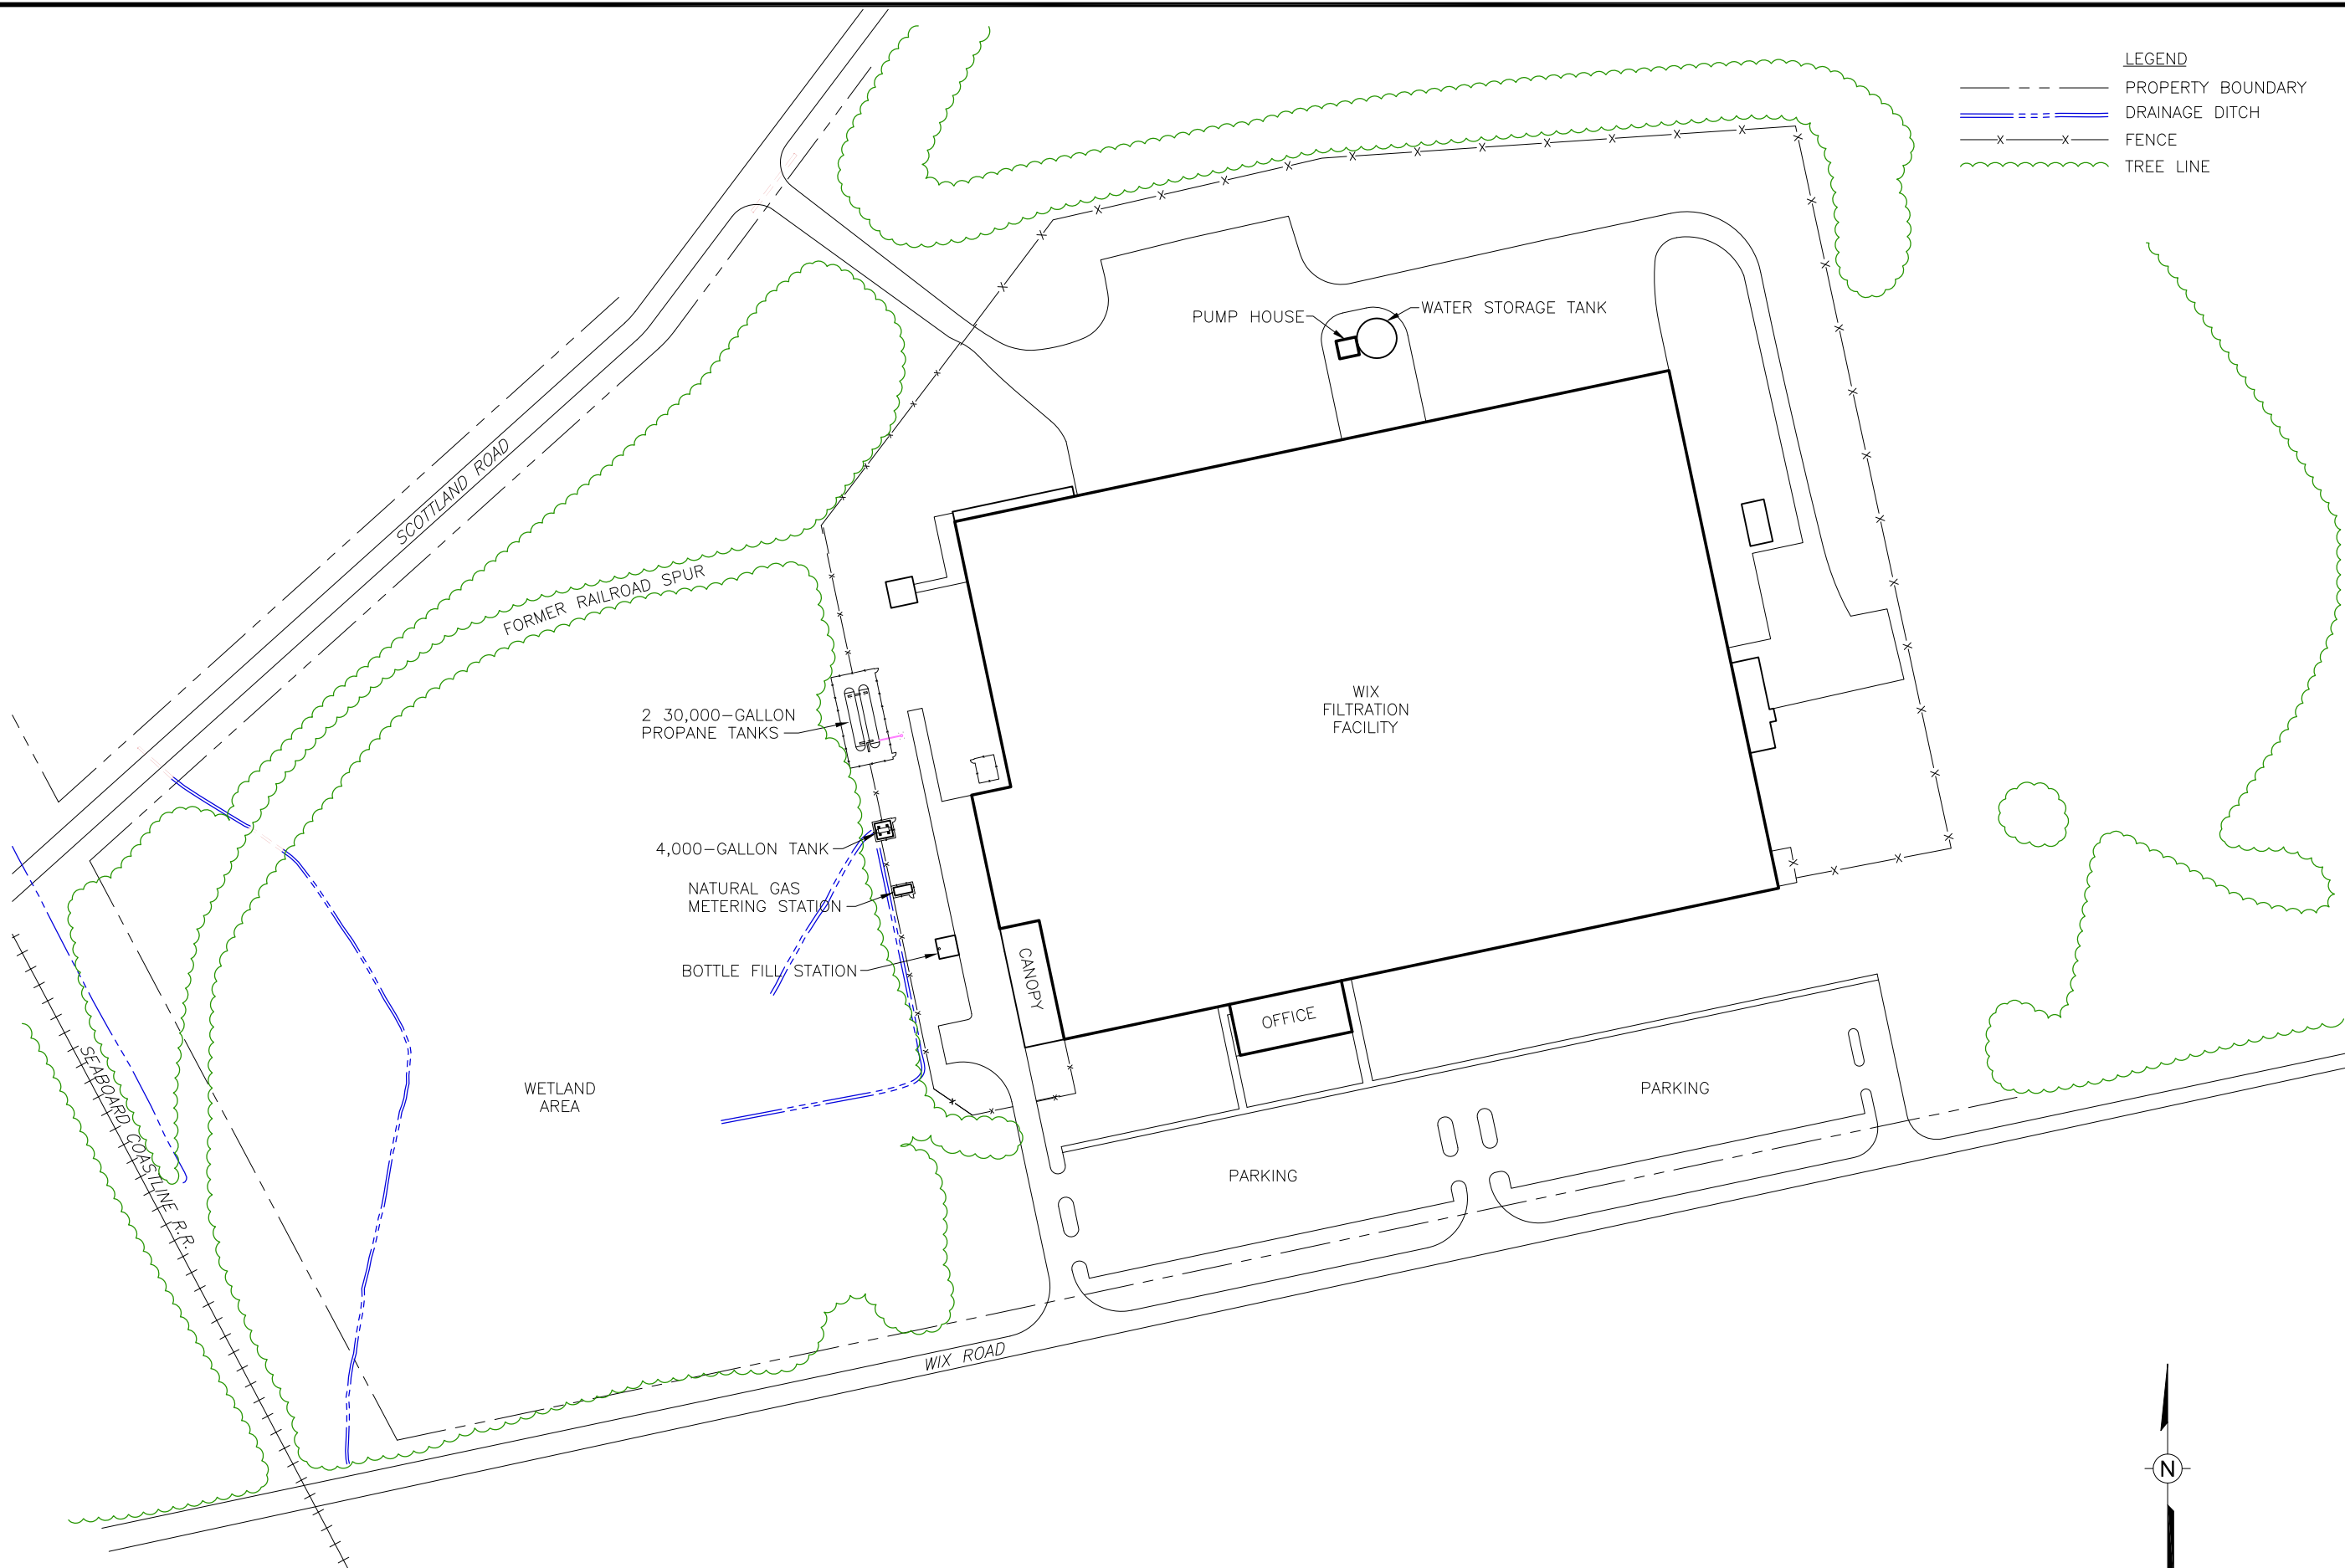 LEGEND
PROPERTY BOUNDARY
DRAINAGE DITCH
FENCE
TREE LINE
PUMP HOUSE
WATER STORAGE TANK
SCOTTLAND ROAD
FORMER RAILROAD SPUR
2 30,000-GALLON
PROPANE TANKS
WIX
FILTRATION
FACILITY
4,000-GALLON TANK
NATURAL GAS
METERING STATION
BOTTLE FILL STATION
CANOPY
OFFICE
WETLAND
AREA
SEABOARD COASTLINE R.R.
PARKING
PARKING
WIX ROAD
N